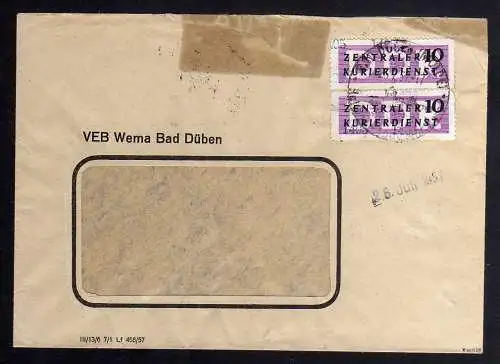 10
ZENTRALER
KURIERDIENST
10
ZENTRALER
KURIERDIENST
VEB Wema Bad Düben
26. Juli 1957
III/13/6 7/1 Lf 455/57